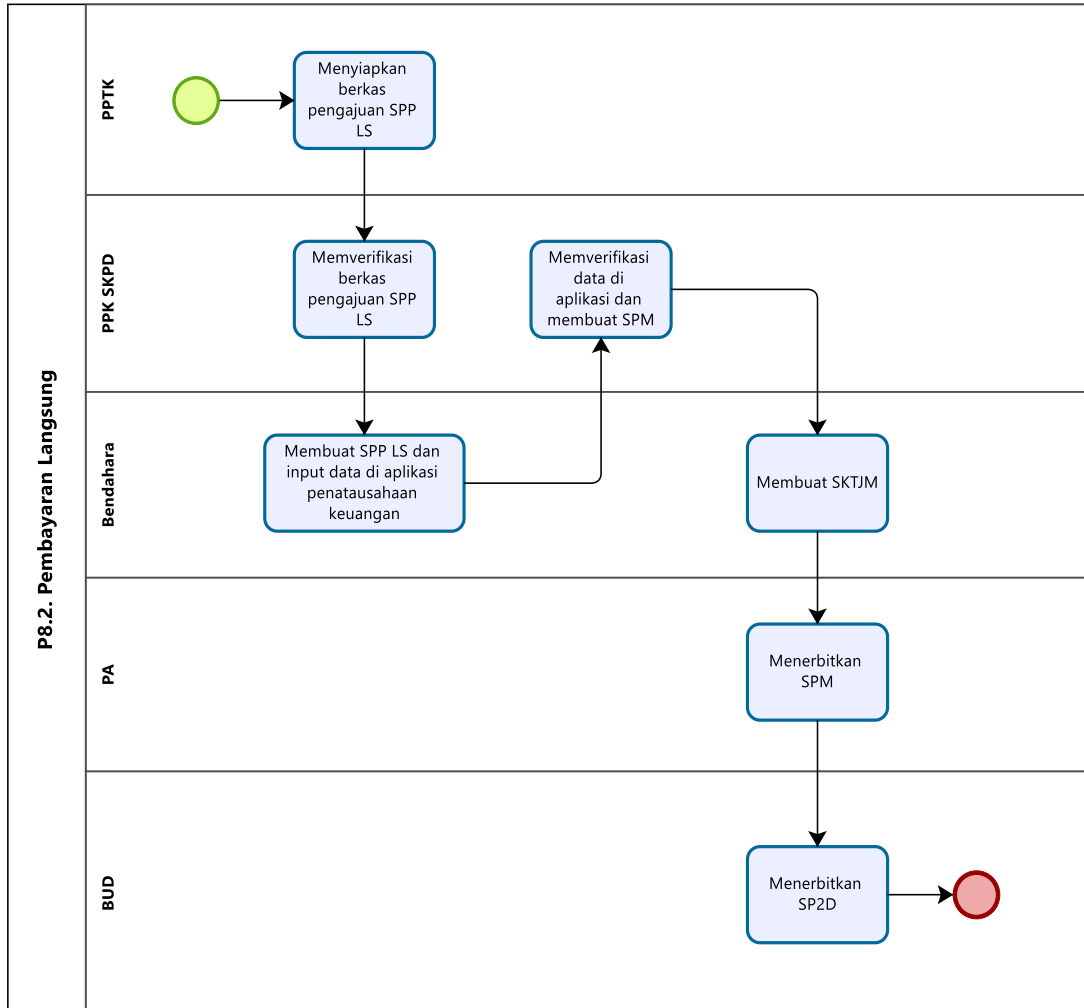 P8.2. Pembayaran Langsung
PPTK
Menyiapkan
berkas
pengajuan SPP
LS
PPK SKPD
Memverifikasi
berkas
pengajuan SPP
LS
Memverifikasi
data di
aplikasi dan
membuat SPM
Bendahara
Membuat SPP LS dan
input data di aplikasi
penatausahaan
keuangan
Membuat SKTJM
PA
Menerbitkan
SPM
BUD
Menerbitkan
SP2D